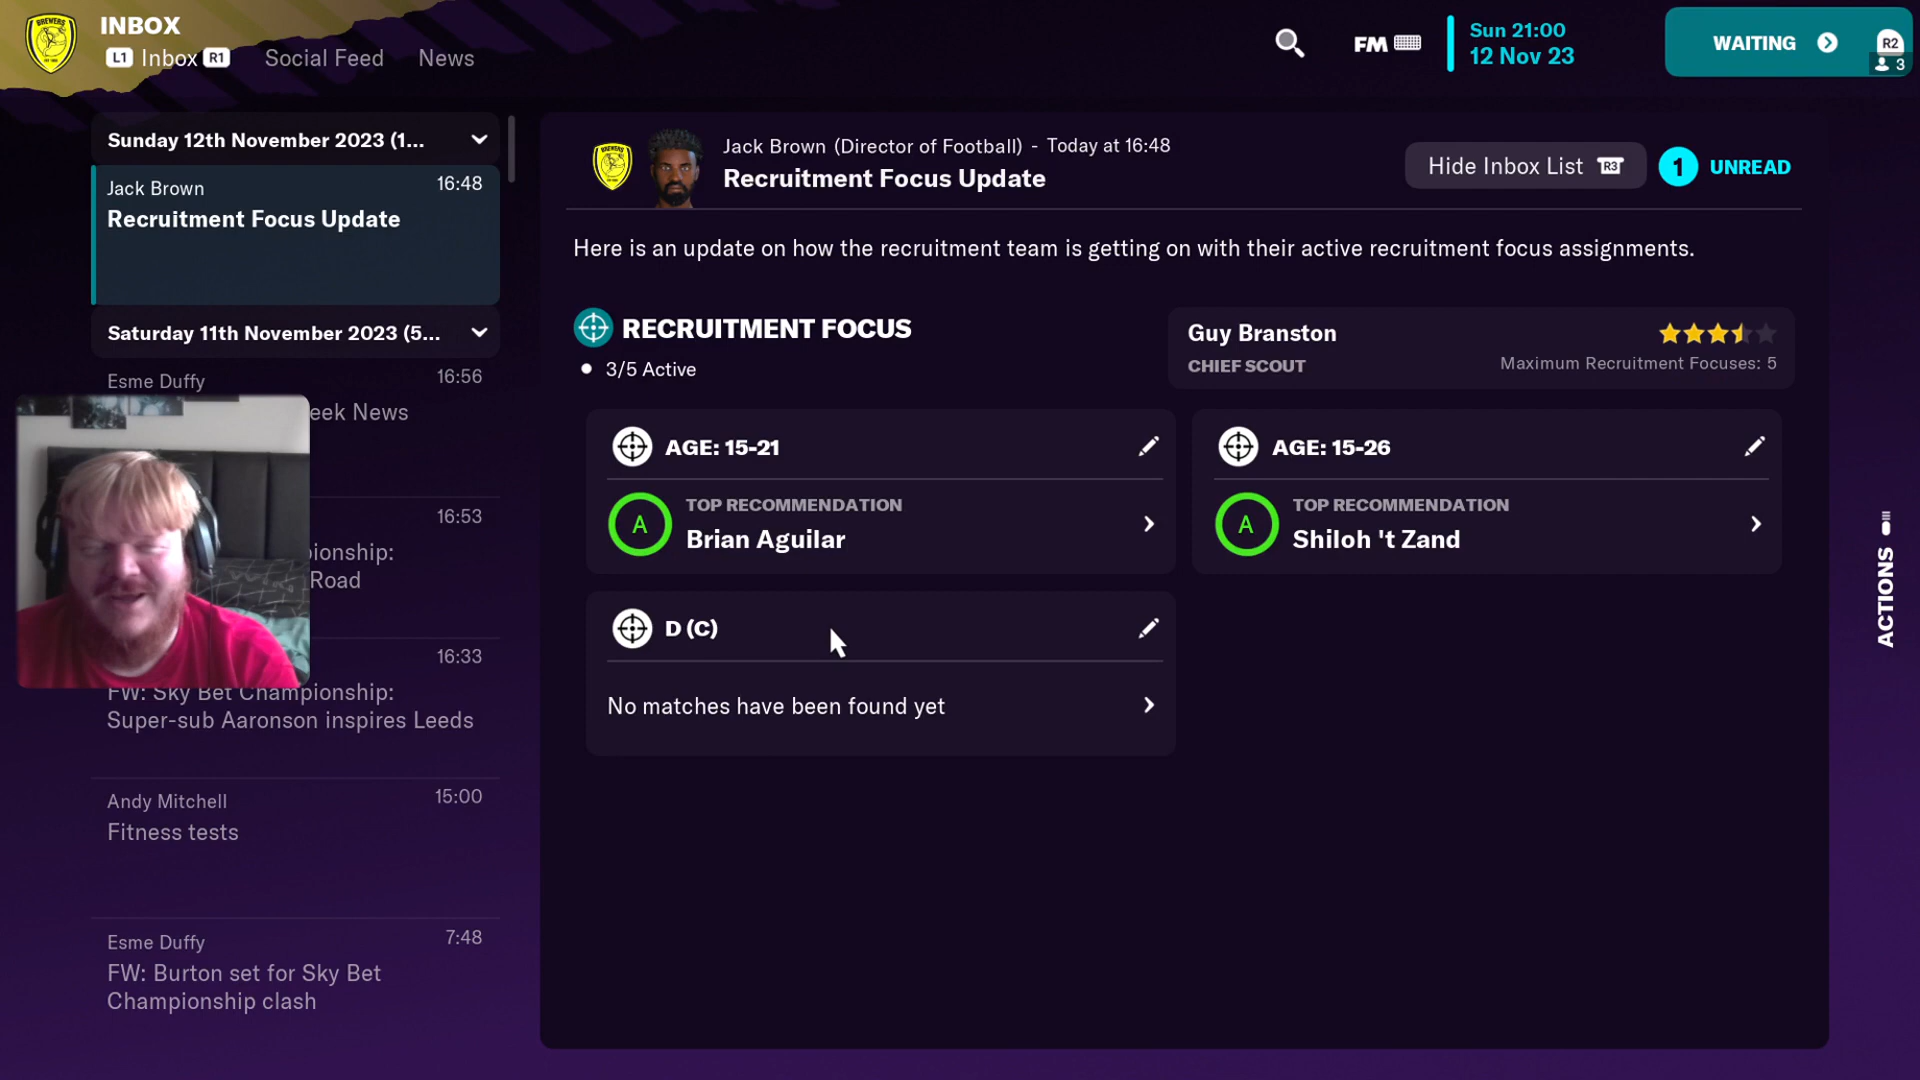 BREWERS
INBOX
L1 Inbox R1 Social Feed News
FM
Sun 21:00
12 Nov 23
WAITING
R2
3
Sunday 12th November 2023 (1...
Jack Brown 16:48
Recruitment Focus Update
Saturday 11th November 2023 (5...
Esme Duffy 16:56
eek News
16:53
pionship:
Road
16:33
FW: Sky Bet Championship:
Super-sub Aaronson inspires Leeds
Andy Mitchell 15:00
Fitness tests
Esme Duffy 7:48
FW: Burton set for Sky Bet
Championship clash
BREWERS
Jack Brown (Director of Football) - Today at 16:48
Recruitment Focus Update
Hide Inbox List R3
1 UNREAD
Here is an update on how the recruitment team is getting on with their active recruitment focus assignments.
RECRUITMENT FOCUS
3/5 Active
Guy Branston
CHIEF SCOUT
Maximum Recruitment Focuses: 5
AGE: 15-21
A
TOP RECOMMENDATION
Brian Aguilar
AGE: 15-26
A
TOP RECOMMENDATION
Shiloh 't Zand
D (C)
No matches have been found yet
ACTIONS